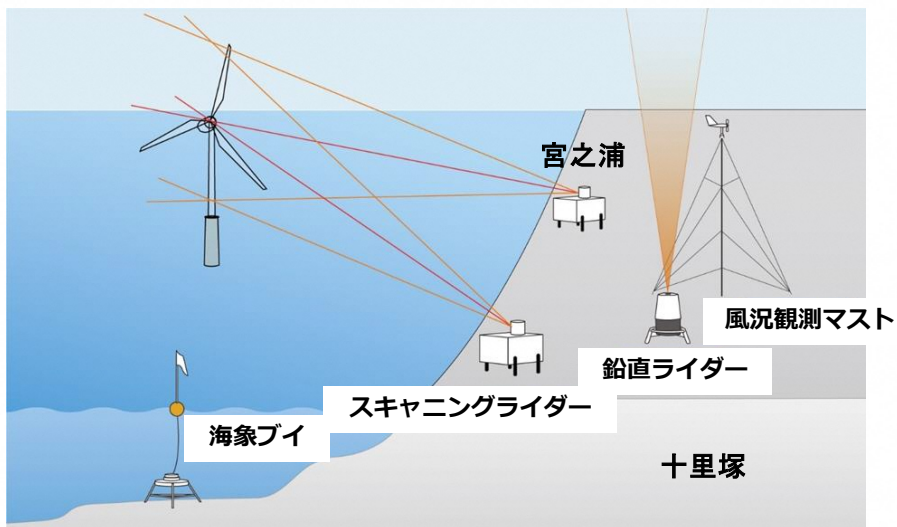 宮之浦
風況観測マスト
鉛直ライダー
スキャニングライダー
海象ブイ
十里塚